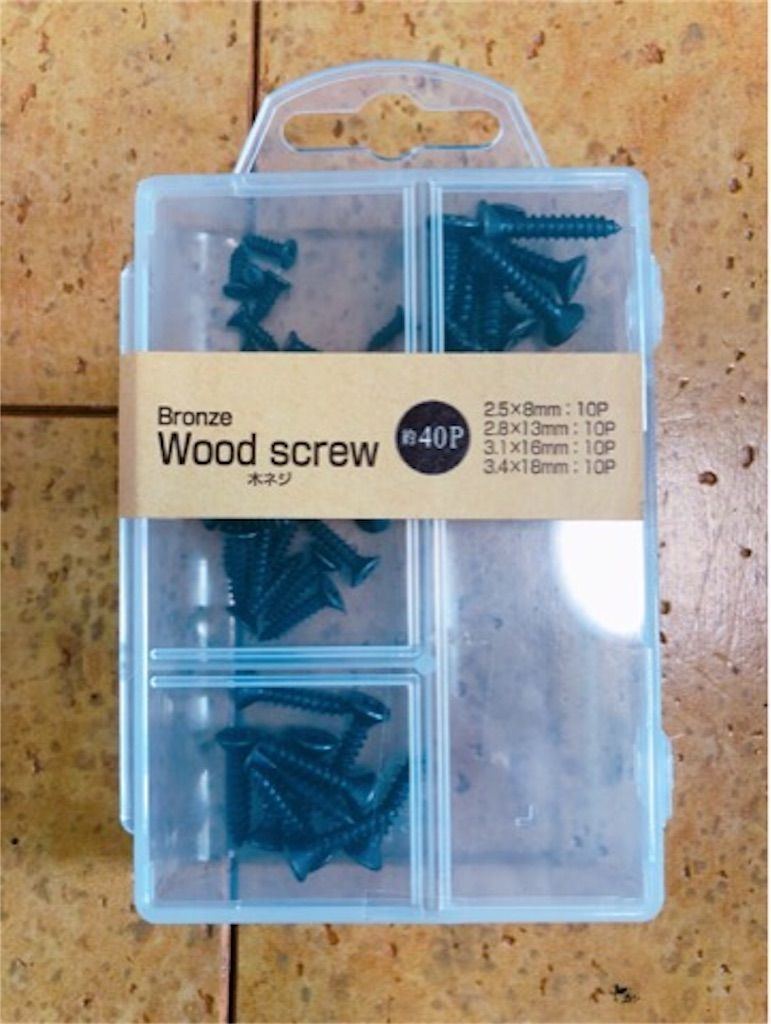 Bronze
Wood screw
木ネジ
約40P
2.5×8mm：10P
2.8×13mm：10P
3.1×16mm：10P
3.4×18mm：10P